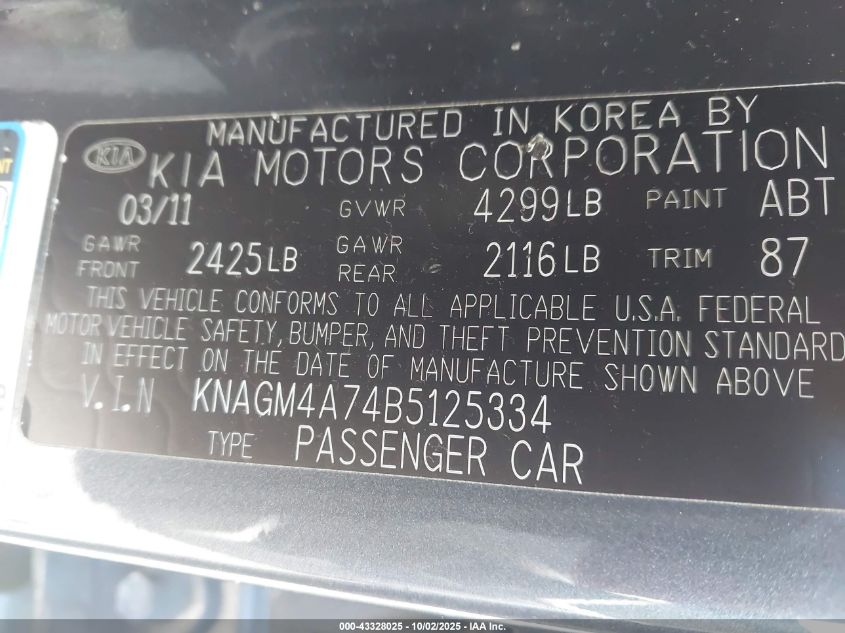 MANUFACTURED IN KOREA BY
KIA KIA MOTORS CORPORATION
03/11 GVWR 4299LB PAINT ABT
GAWR FRONT 2425LB GAWR REAR 2116LB TRIM 87
THIS VEHICLE CONFORMS TO ALL APPLICABLE U.S.A. FEDERAL
MOTOR VEHICLE SAFETY, BUMPER, AND THEFT PREVENTION STANDARD
IN EFFECT ON THE DATE OF MANUFACTURE SHOWN ABOVE
V.I.N KNAGM4A74B5125334
TYPE PASSENGER CAR
000-43328025 - 10/02/2025 - IAA Inc.